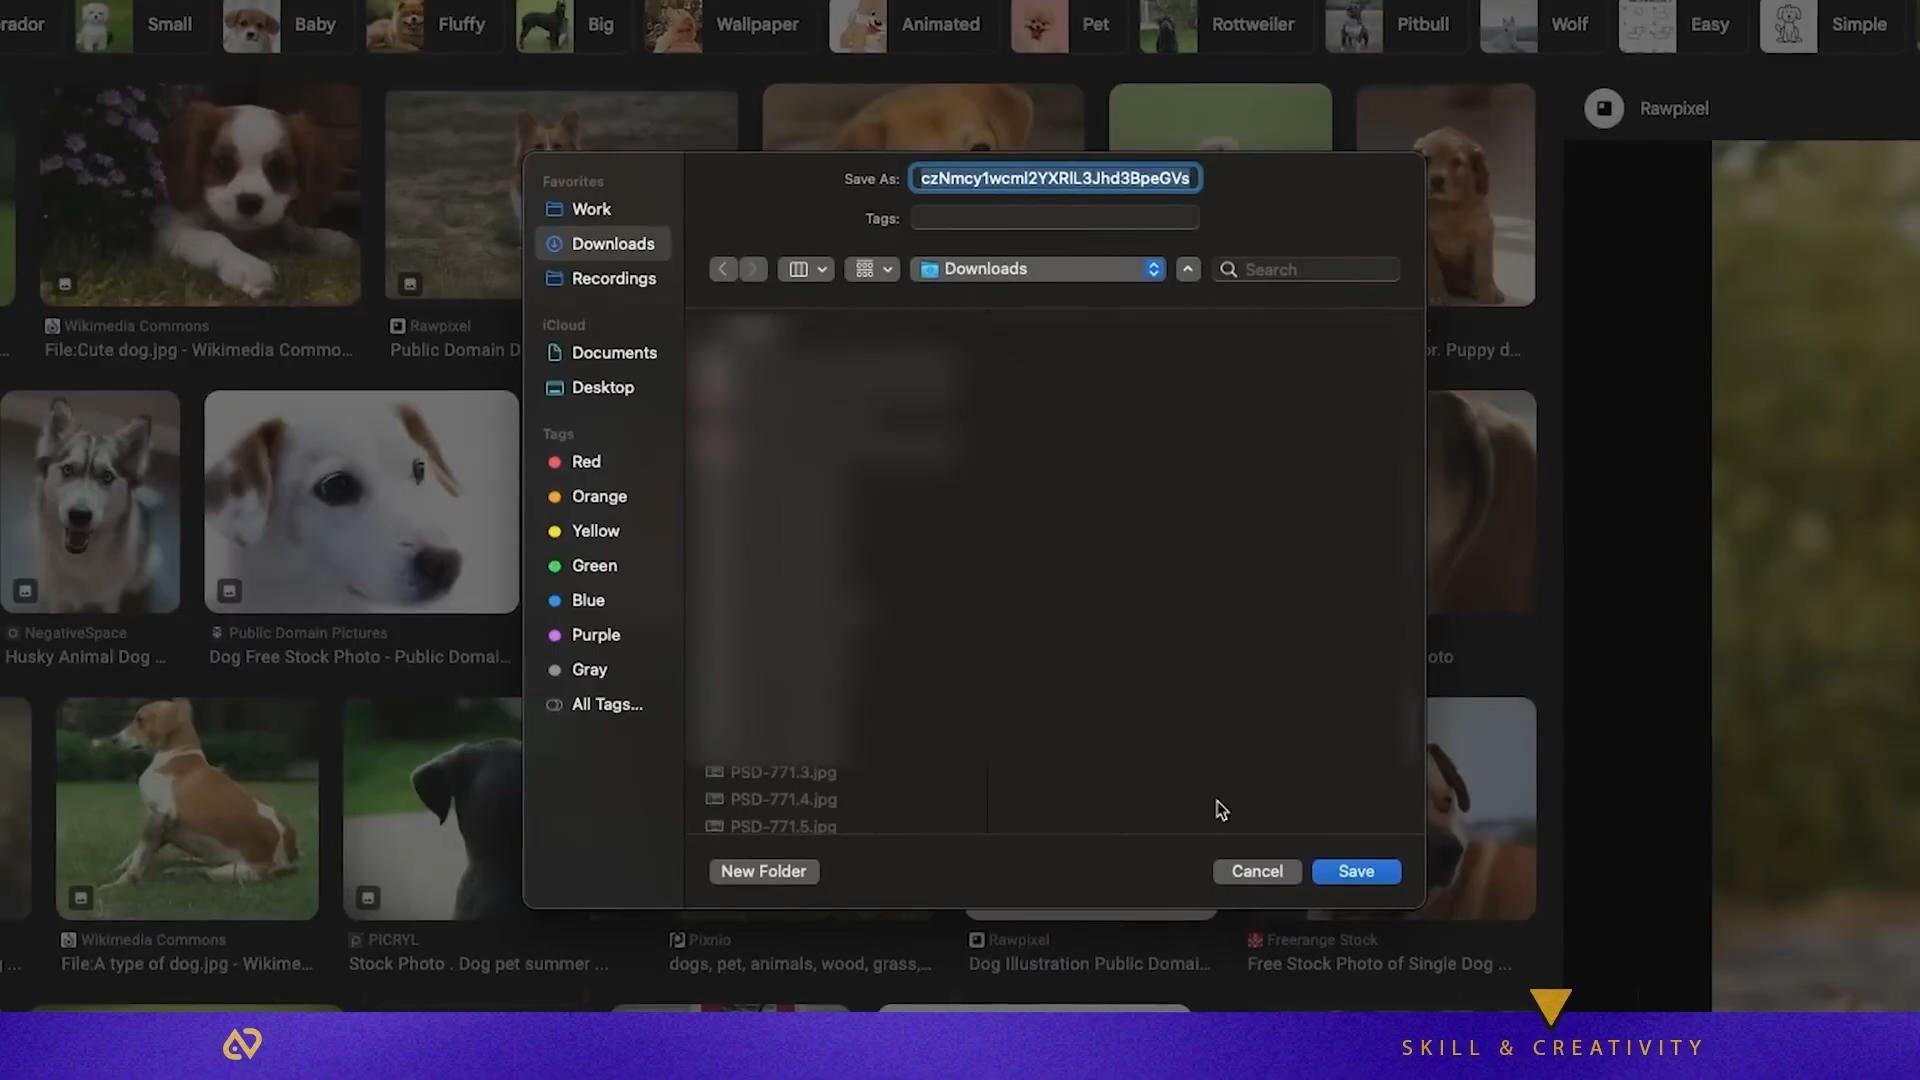 rador
Small
Baby
Fluffy
Big
Wallpaper
Animated
Pet
Rottweiler
Pitbull
Wolf
Easy
Simple
Rawpixel
Favorites
Work
Downloads
Recordings
iCloud
Documents
Desktop
Tags
Red
Orange
Yellow
Green
Blue
Purple
Gray
All Tags...
Save As: czNmcy1wcml2YXRlL3Jhd3BpeGVs
Tags:
Downloads
Search
PSD-771.3.jpg
PSD-771.4.jpg
PSD-771.5.jpg
New Folder
Cancel
Save
Wikimedia Commons
File:Cute dog.jpg - Wikimedia Commo...
Rawpixel
Public Domain D
or. Puppy d...
NegativeSpace
Husky Animal Dog ...
Public Domain Pictures
Dog Free Stock Photo - Public Domai...
oto
Wikimedia Commons
File:A type of dog.jpg - Wikime...
PICRYL
Stock Photo . Dog pet summer ...
Pixnio
dogs, pet, animals, wood, grass,...
Rawpixel
Dog Illustration Public Domai...
Freerange Stock
Free Stock Photo of Single Dog ...
SKILL & CREATIVITY